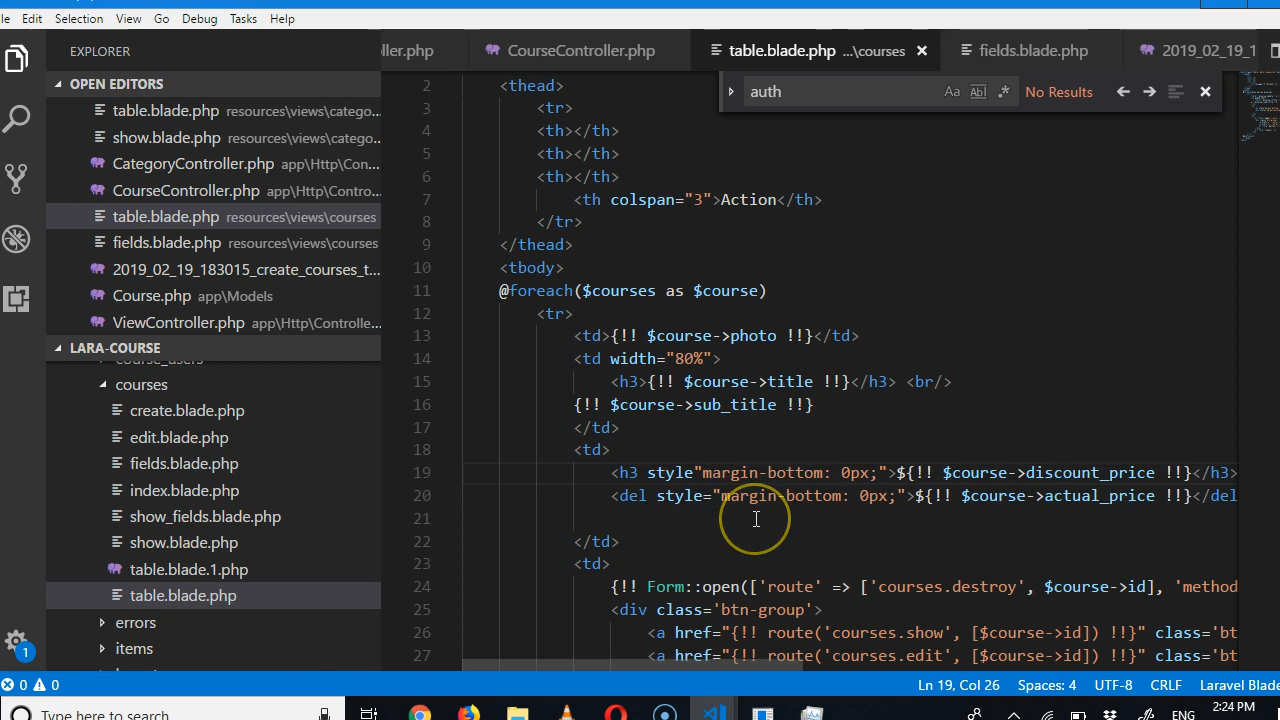 le Edit Selection View Go Debug Tasks Help
EXPLORER
ller.php CourseController.php table.blade.php ...\courses fields.blade.php 2019_02_19_1
OPEN EDITORS
auth Aa Abl .* No Results
table.blade.php resources\views\catego...
show.blade.php resources\views\catego...
CategoryController.php app\Http\Con...
CourseController.php app\Http\Contro...
table.blade.php resources\views\courses
fields.blade.php resources\views\courses
2019_02_19_183015_create_courses_t...
Course.php app\Models
ViewController.php app\Http\Controlle...
LARA-COURSE
course_users
courses
create.blade.php
edit.blade.php
fields.blade.php
index.blade.php
show_fields.blade.php
show.blade.php
table.blade.1.php
table.blade.php
errors
items
1
2 <thead>
3 <tr>
4 <th></th>
5 <th></th>
6 <th></th>
7 <th colspan="3">Action</th>
8 </tr>
9 </thead>
10 <tbody>
11 @foreach($courses as $course)
12 <tr>
13 <td>{!! $course->photo !!}</td>
14 <td width="80%">
15 <h3>{!! $course->title !!}</h3> <br/>
16 {!! $course->sub_title !!}
17 </td>
18 <td>
19 <h3 style"margin-bottom: 0px;">${!! $course->discount_price !!}</h3>
20 <del style="margin-bottom: 0px;">${!! $course->actual_price !!}</del
21
22 </td>
23 <td>
24 {!! Form::open(['route' => ['courses.destroy', $course->id], 'method
25 <div class='btn-group'>
26 <a href="{!! route('courses.show', [$course->id]) !!}" class='bt
27 <a href="{!! route('courses.edit', [$course->id]) !!}" class='bt
0 0 Ln 19, Col 26 Spaces: 4 UTF-8 CRLF Laravel Blade
Type here to search ENG 2:24 PM